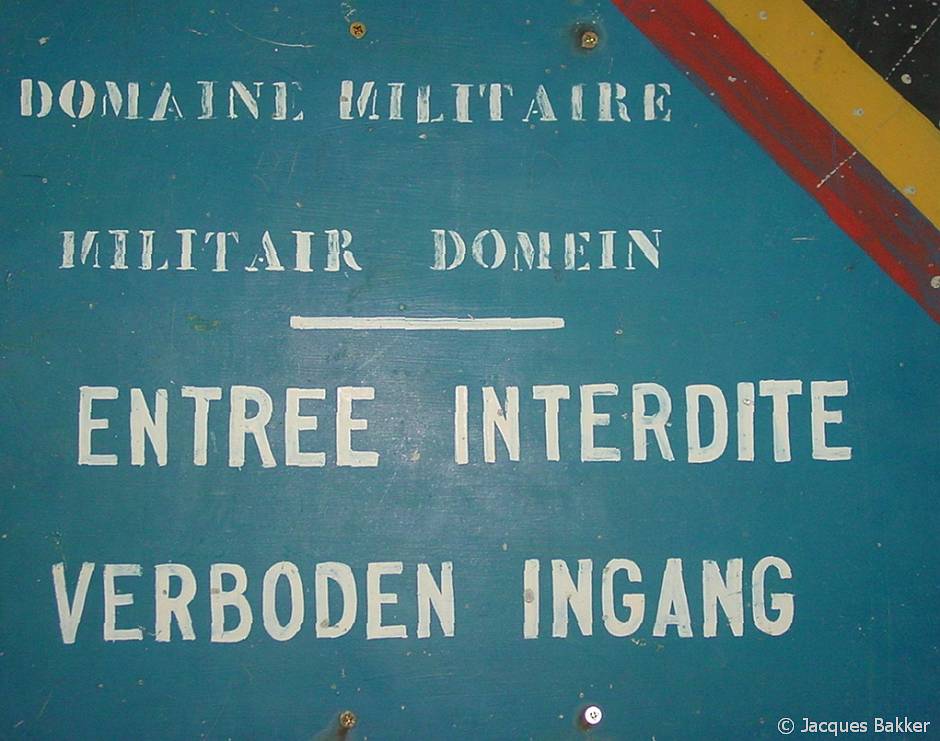 DOMAINE MILITAIRE
MILITAIR DOMEIN
ENTREE INTERDITE
VERBODEN INGANG
© Jacques Bakker